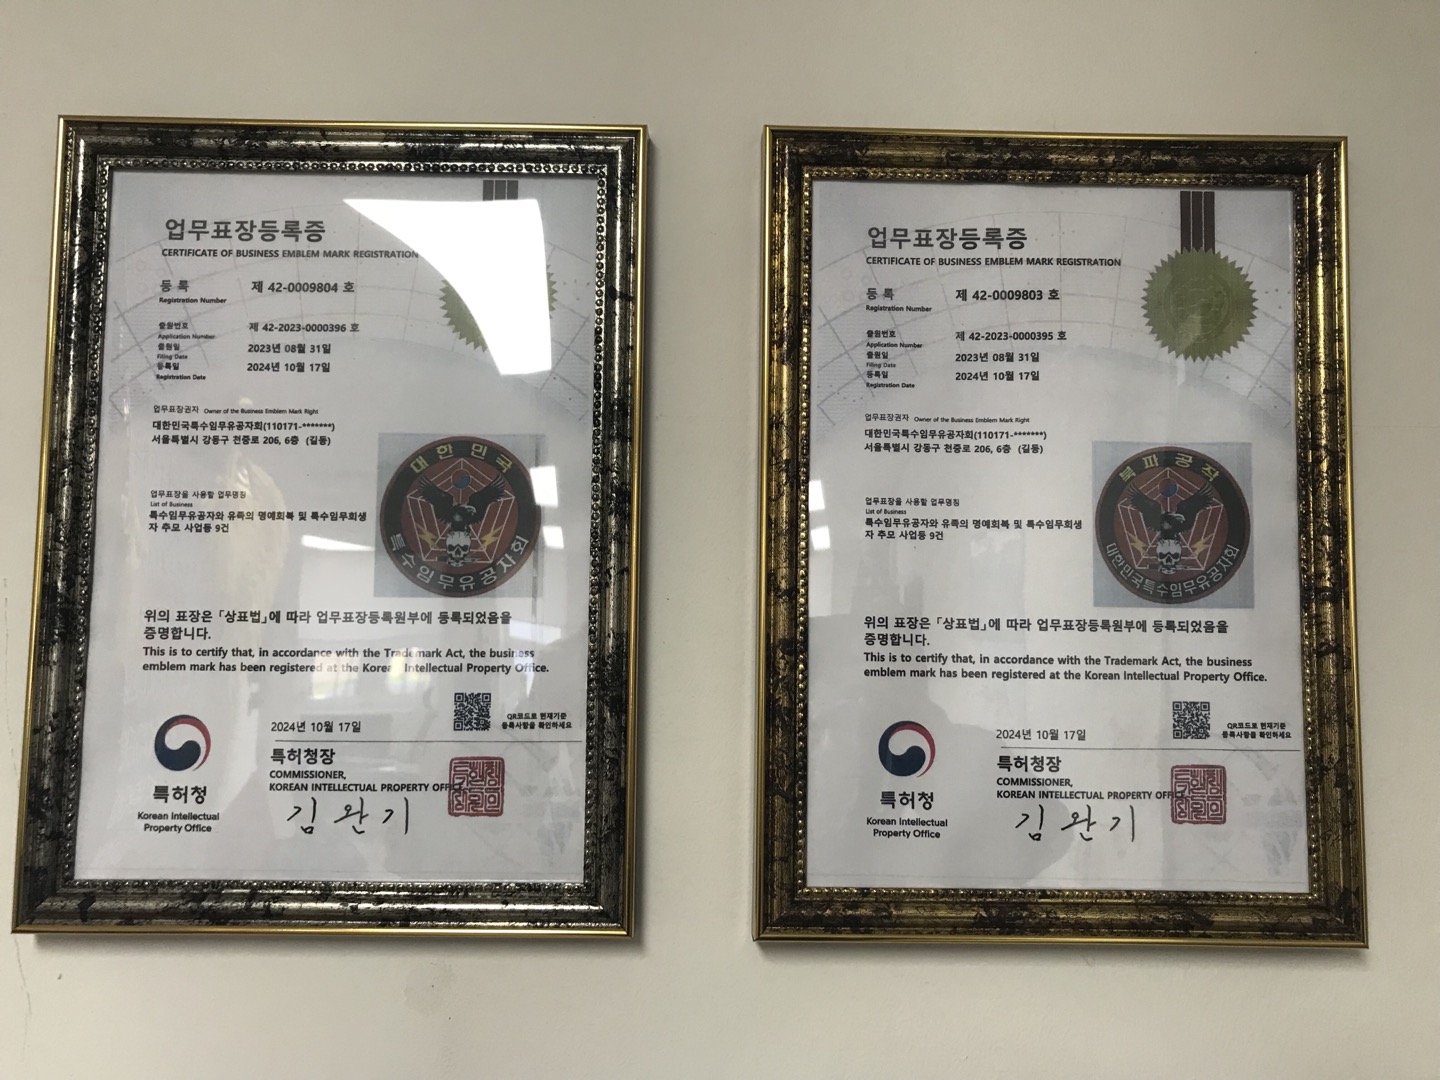 업무표장등록증
CERTIFICATE OF BUSINESS EMBLEM MARK REGISTRATION
등 록 제 42-0009804 호
Registration Number
출원번호 제 42-2023-0000396 호
Application Number
출원일 2023년 08월 31일
Filing Date
등록일 2024년 10월 17일
Registration Date
업무표장권자 Owner of the Business Emblem Mark Right
대한민국특수임무유공자회(110171-*******)
서울특별시 강동구 천중로 206, 6층 (길동)
대한민국
특수임무유공자회
업무표장을 사용할 업무명칭
List of Business
특수임무유공자와 유족의 명예회복 및 특수임무희생
자 추모 사업등 9건
위의 표장은 「상표법」에 따라 업무표장등록원부에 등록되었음을
증명합니다.
This is to certify that, in accordance with the Trademark Act, the business
emblem mark has been registered at the Korean Intellectual Property Office.
QR코드로 현재기준
등록사항을 확인하세요
2024년 10월 17일
특허청장
COMMISSIONER,
KOREAN INTELLECTUAL PROPERTY OFFICE
김완기
특허청
Korean Intellectual
Property Office
업무표장등록증
CERTIFICATE OF BUSINESS EMBLEM MARK REGISTRATION
등 록 제 42-0009803 호
Registration Number
출원번호 제 42-2023-0000395 호
Application Number
출원일 2023년 08월 31일
Filing Date
등록일 2024년 10월 17일
Registration Date
업무표장권자 Owner of the Business Emblem Mark Right
대한민국특수임무유공자회(110171-*******)
서울특별시 강동구 천중로 206, 6층 (길동)
북파공작
대한민국특수임무유공자회
업무표장을 사용할 업무명칭
List of Business
특수임무유공자와 유족의 명예회복 및 특수임무희생
자 추모 사업등 9건
위의 표장은 「상표법」에 따라 업무표장등록원부에 등록되었음을
증명합니다.
This is to certify that, in accordance with the Trademark Act, the business
emblem mark has been registered at the Korean Intellectual Property Office.
QR코드로 현재기준
등록사항을 확인하세요
2024년 10월 17일
특허청장
COMMISSIONER,
KOREAN INTELLECTUAL PROPERTY OFFICE
김완기
특허청
Korean Intellectual
Property Office